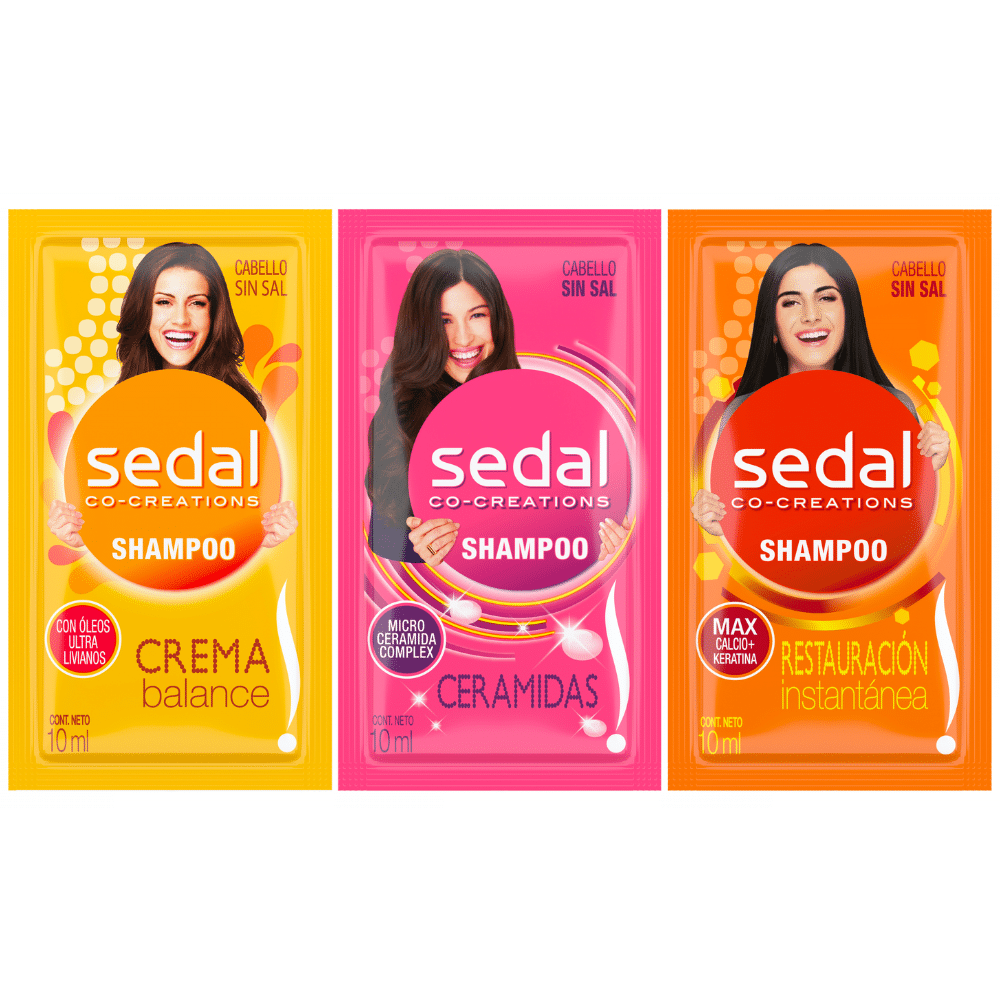 CABELLO
SIN SAL
sedal
CO-CREATIONS
SHAMPOO
CON ÓLEOS
ULTRA
LIVIANOS
CREMA
balance
CONT. NETO
10 ml
CABELLO
SIN SAL
sedal
CO-CREATIONS
SHAMPOO
MICRO
CERAMIDA
COMPLEX
CERAMIDAS
CONT. NETO
10 ml
CABELLO
SIN SAL
sedal
CO-CREATIONS
SHAMPOO
MAX
CALCIO+
KERATINA
RESTAURACIÓN
instantánea
CONT. NETO
10 ml